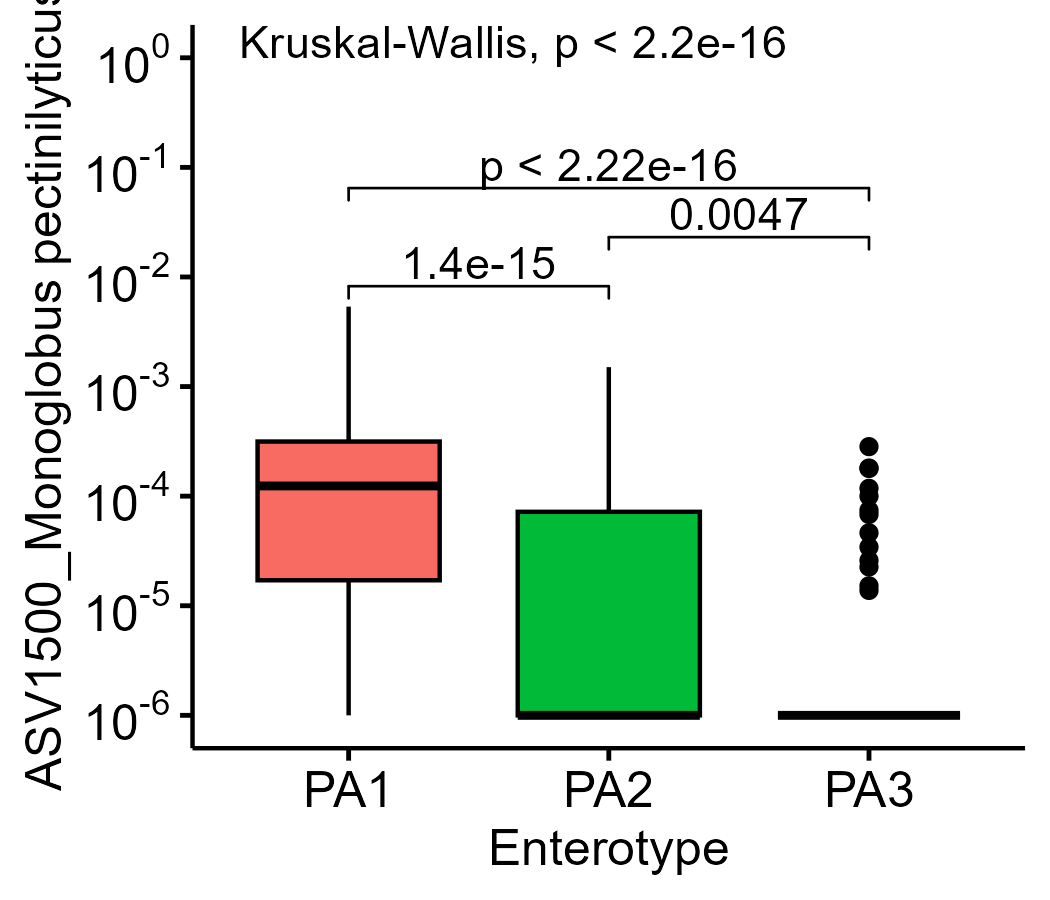 Kruskal-Wallis, p < 2.2e-16
p < 2.22e-16
0.0047
1.4e-15
10^0
10^-1
10^-2
10^-3
10^-4
10^-5
10^-6
ASV1500_Monoglobus pectinilyticus
PA1 PA2 PA3
Enterotype